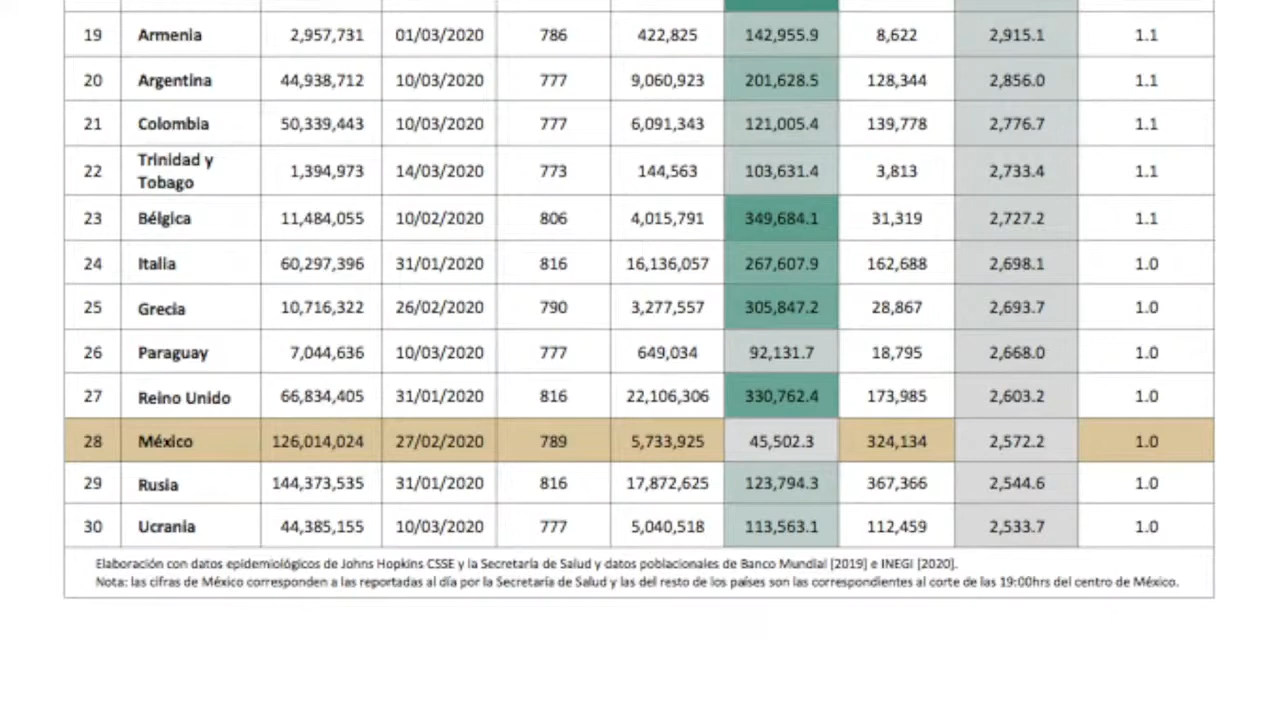 19 Armenia 2,957,731 01/03/2020 786 422,825 142,955.9 8,622 2,915.1 1.1
20 Argentina 44,938,712 10/03/2020 777 9,060,923 201,628.5 128,344 2,856.0 1.1
21 Colombia 50,339,443 10/03/2020 777 6,091,343 121,005.4 139,778 2,776.7 1.1
22 Trinidad y Tobago 1,394,973 14/03/2020 773 144,563 103,631.4 3,813 2,733.4 1.1
23 Bélgica 11,484,055 10/02/2020 806 4,015,791 349,684.1 31,319 2,727.2 1.1
24 Italia 60,297,396 31/01/2020 816 16,136,057 267,607.9 162,688 2,698.1 1.0
25 Grecia 10,716,322 26/02/2020 790 3,277,557 305,847.2 28,867 2,693.7 1.0
26 Paraguay 7,044,636 10/03/2020 777 649,034 92,131.7 18,795 2,668.0 1.0
27 Reino Unido 66,834,405 31/01/2020 816 22,106,306 330,762.4 173,985 2,603.2 1.0
28 México 126,014,024 27/02/2020 789 5,733,925 45,502.3 324,134 2,572.2 1.0
29 Rusia 144,373,535 31/01/2020 816 17,872,625 123,794.3 367,366 2,544.6 1.0
30 Ucrania 44,385,155 10/03/2020 777 5,040,518 113,563.1 112,459 2,533.7 1.0
Elaboración con datos epidemiológicos de Johns Hopkins CSSE y la Secretaría de Salud y datos poblacionales de Banco Mundial [2019] e INEGI [2020].
Nota: las cifras de México corresponden a las reportadas al día por la Secretaría de Salud y las del resto de los países son las correspondientes al corte de las 19:00hrs del centro de México.